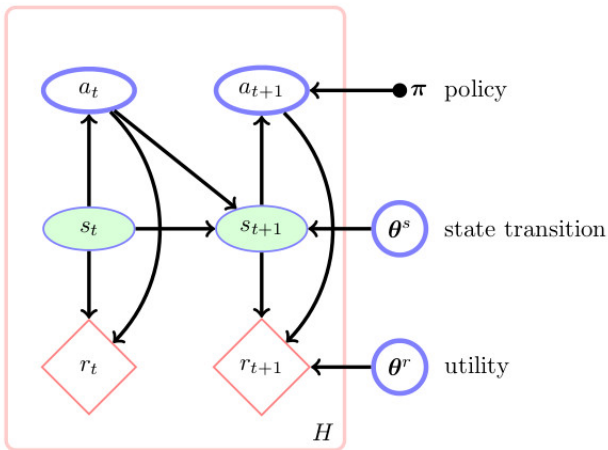 a_t a_{t+1} π policy
s_t s_{t+1} θ^s state transition
r_t r_{t+1} θ^r utility
H